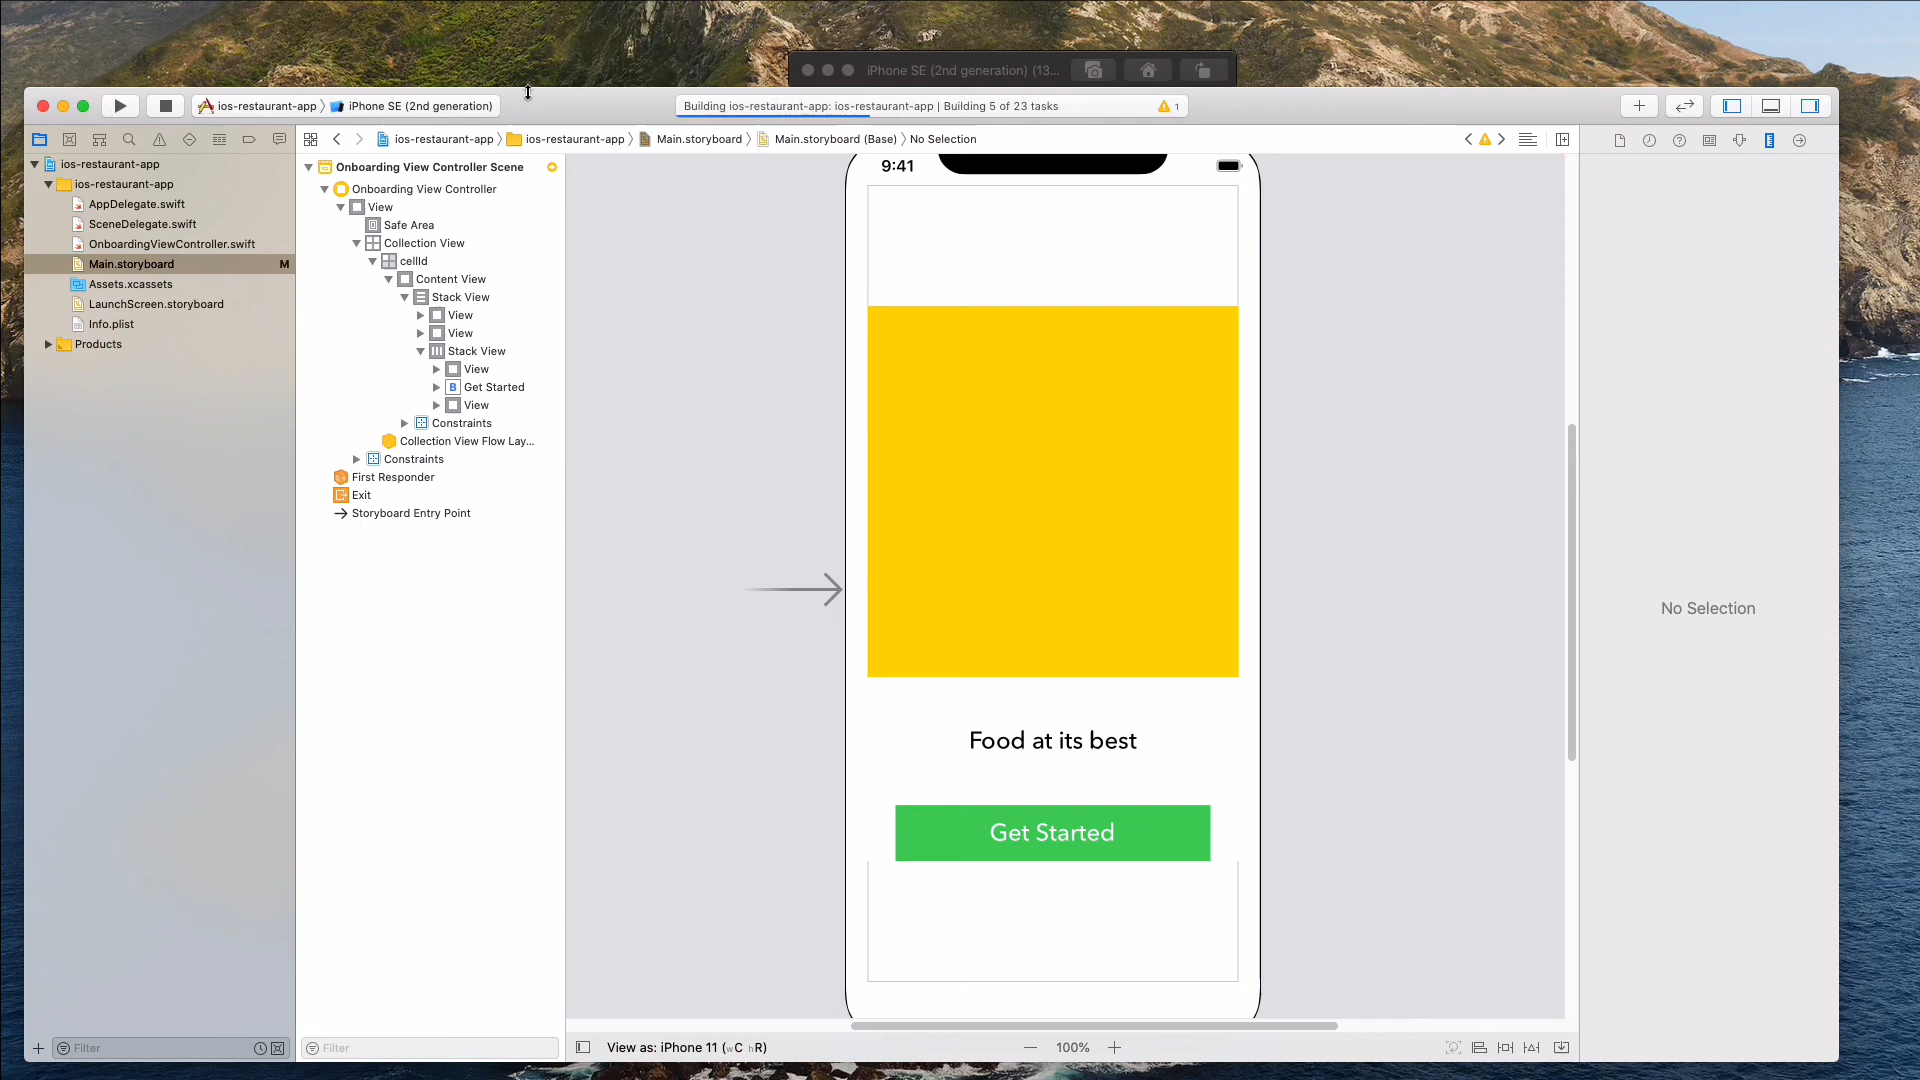 iPhone SE (2nd generation) (13...
ios-restaurant-app
iPhone SE (2nd generation)
Building ios-restaurant-app: ios-restaurant-app | Building 5 of 23 tasks
1
ios-restaurant-app
ios-restaurant-app
Main.storyboard
Main.storyboard (Base)
No Selection
ios-restaurant-app
ios-restaurant-app
AppDelegate.swift
SceneDelegate.swift
OnboardingViewController.swift
Main.storyboard
M
Assets.xcassets
LaunchScreen.storyboard
Info.plist
Products
Filter
Onboarding View Controller Scene
Onboarding View Controller
View
Safe Area
Collection View
cellId
Content View
Stack View
View
View
Stack View
View
B Get Started
View
Constraints
Collection View Flow Lay...
Constraints
First Responder
Exit
Storyboard Entry Point
Filter
9:41
Food at its best
Get Started
View as: iPhone 11 (wC hR)
100%
No Selection